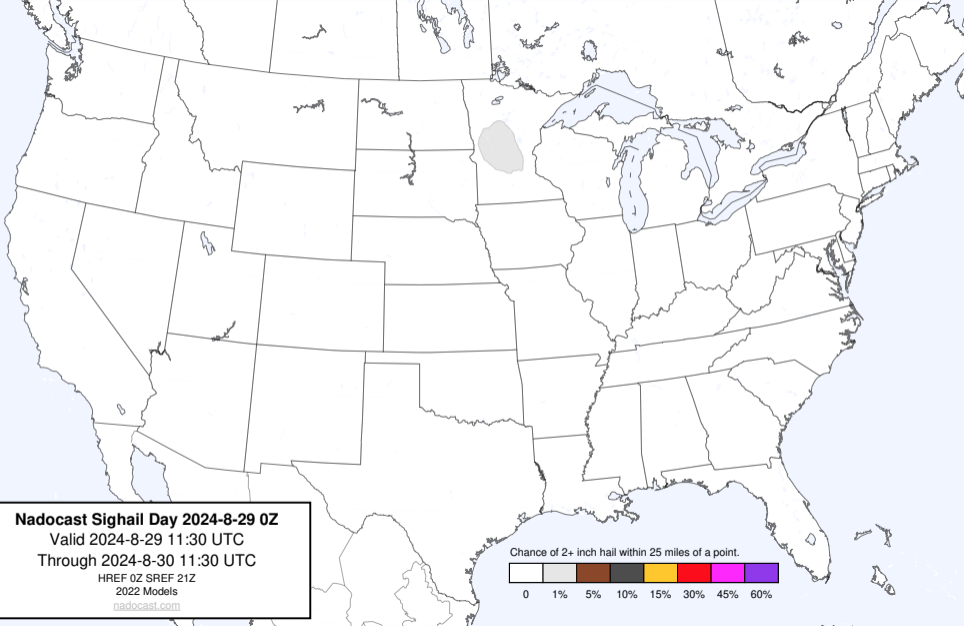 Nadocast Sighail Day 2024-8-29 0Z
Valid 2024-8-29 11:30 UTC
Through 2024-8-30 11:30 UTC
HREF 0Z SREF 21Z
2022 Models
nadocast.com
Chance of 2+ inch hail within 25 miles of a point.
0 1% 5% 10% 15% 30% 45% 60%